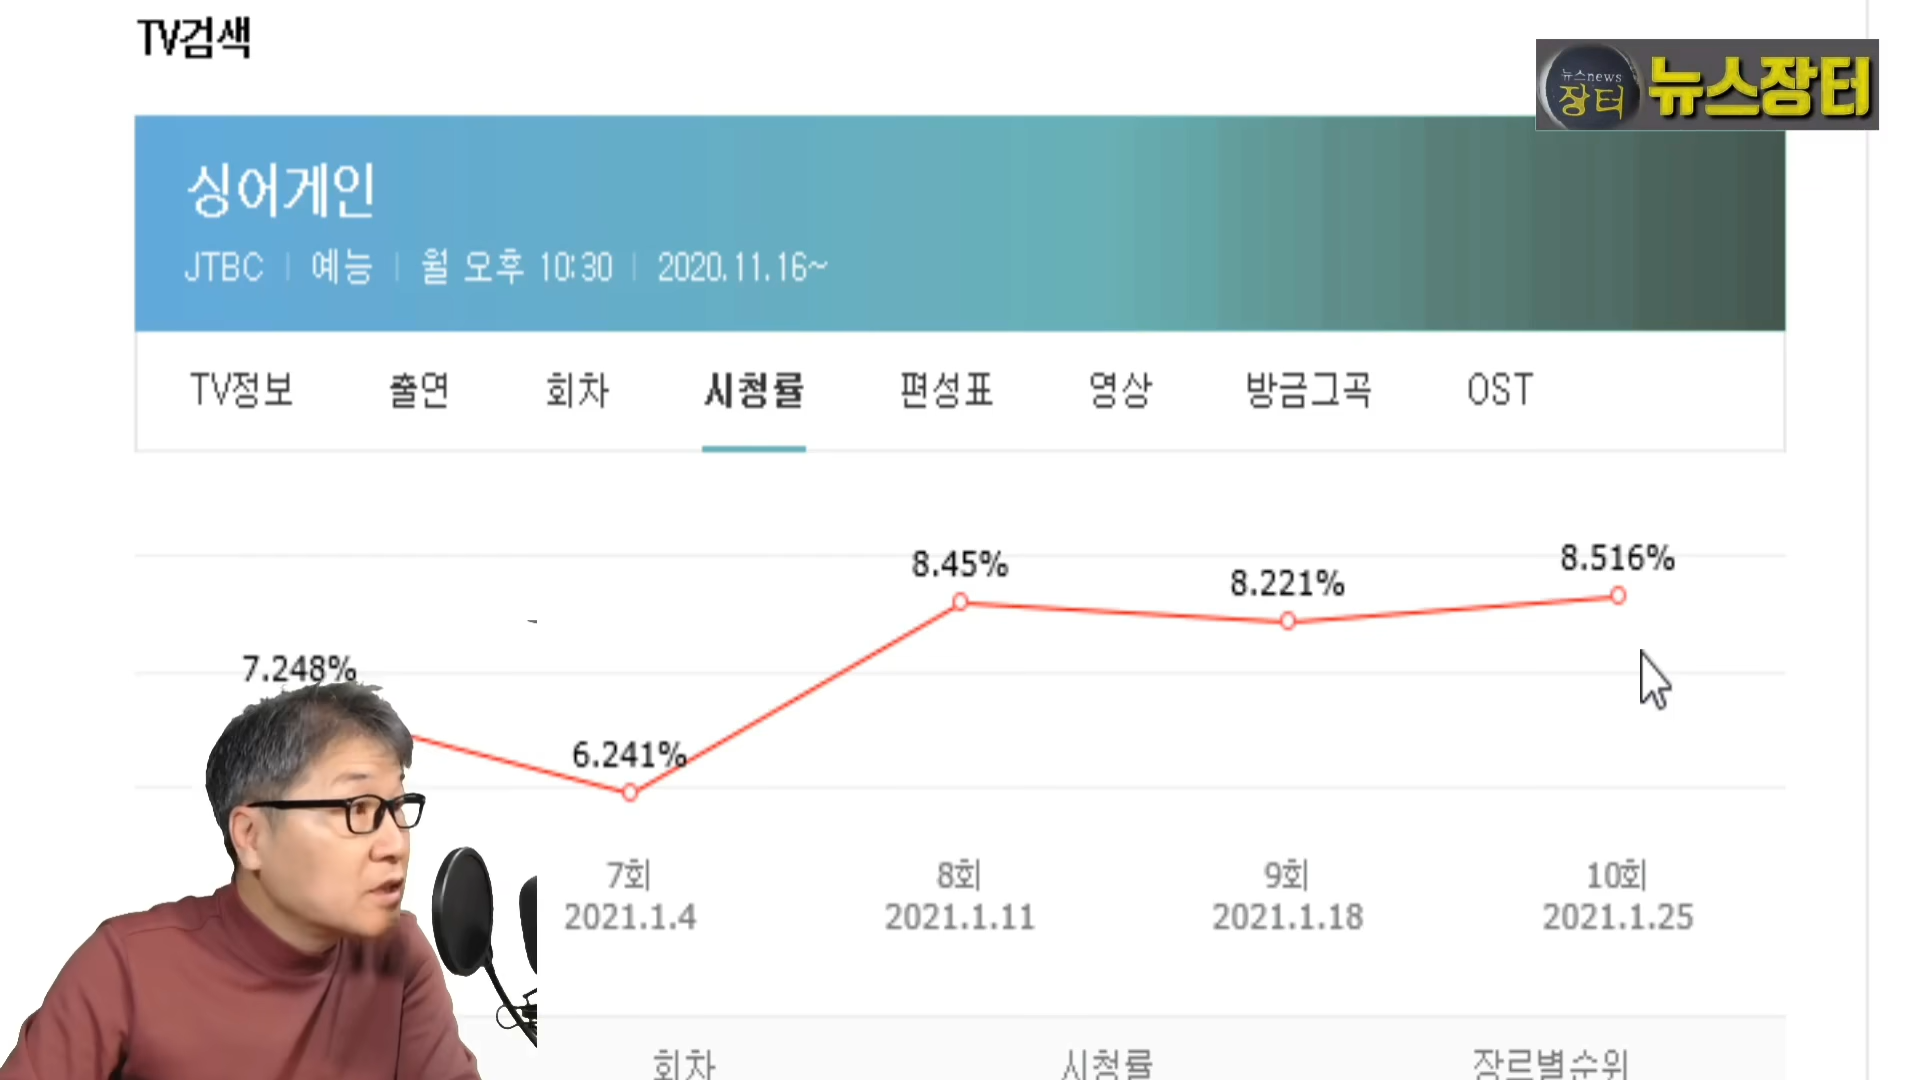 TV검색
뉴스news
장터
뉴스장터
싱어게인
JTBC | 예능 | 월 오후 10:30 | 2020.11.16~
TV정보 출연 회차 시청률 편성표 영상 방금그곡 OST
7.248%
6.241%
8.45%
8.221%
8.516%
7회 8회 9회 10회
2021.1.4 2021.1.11 2021.1.18 2021.1.25
회차 시청률 장르별순위